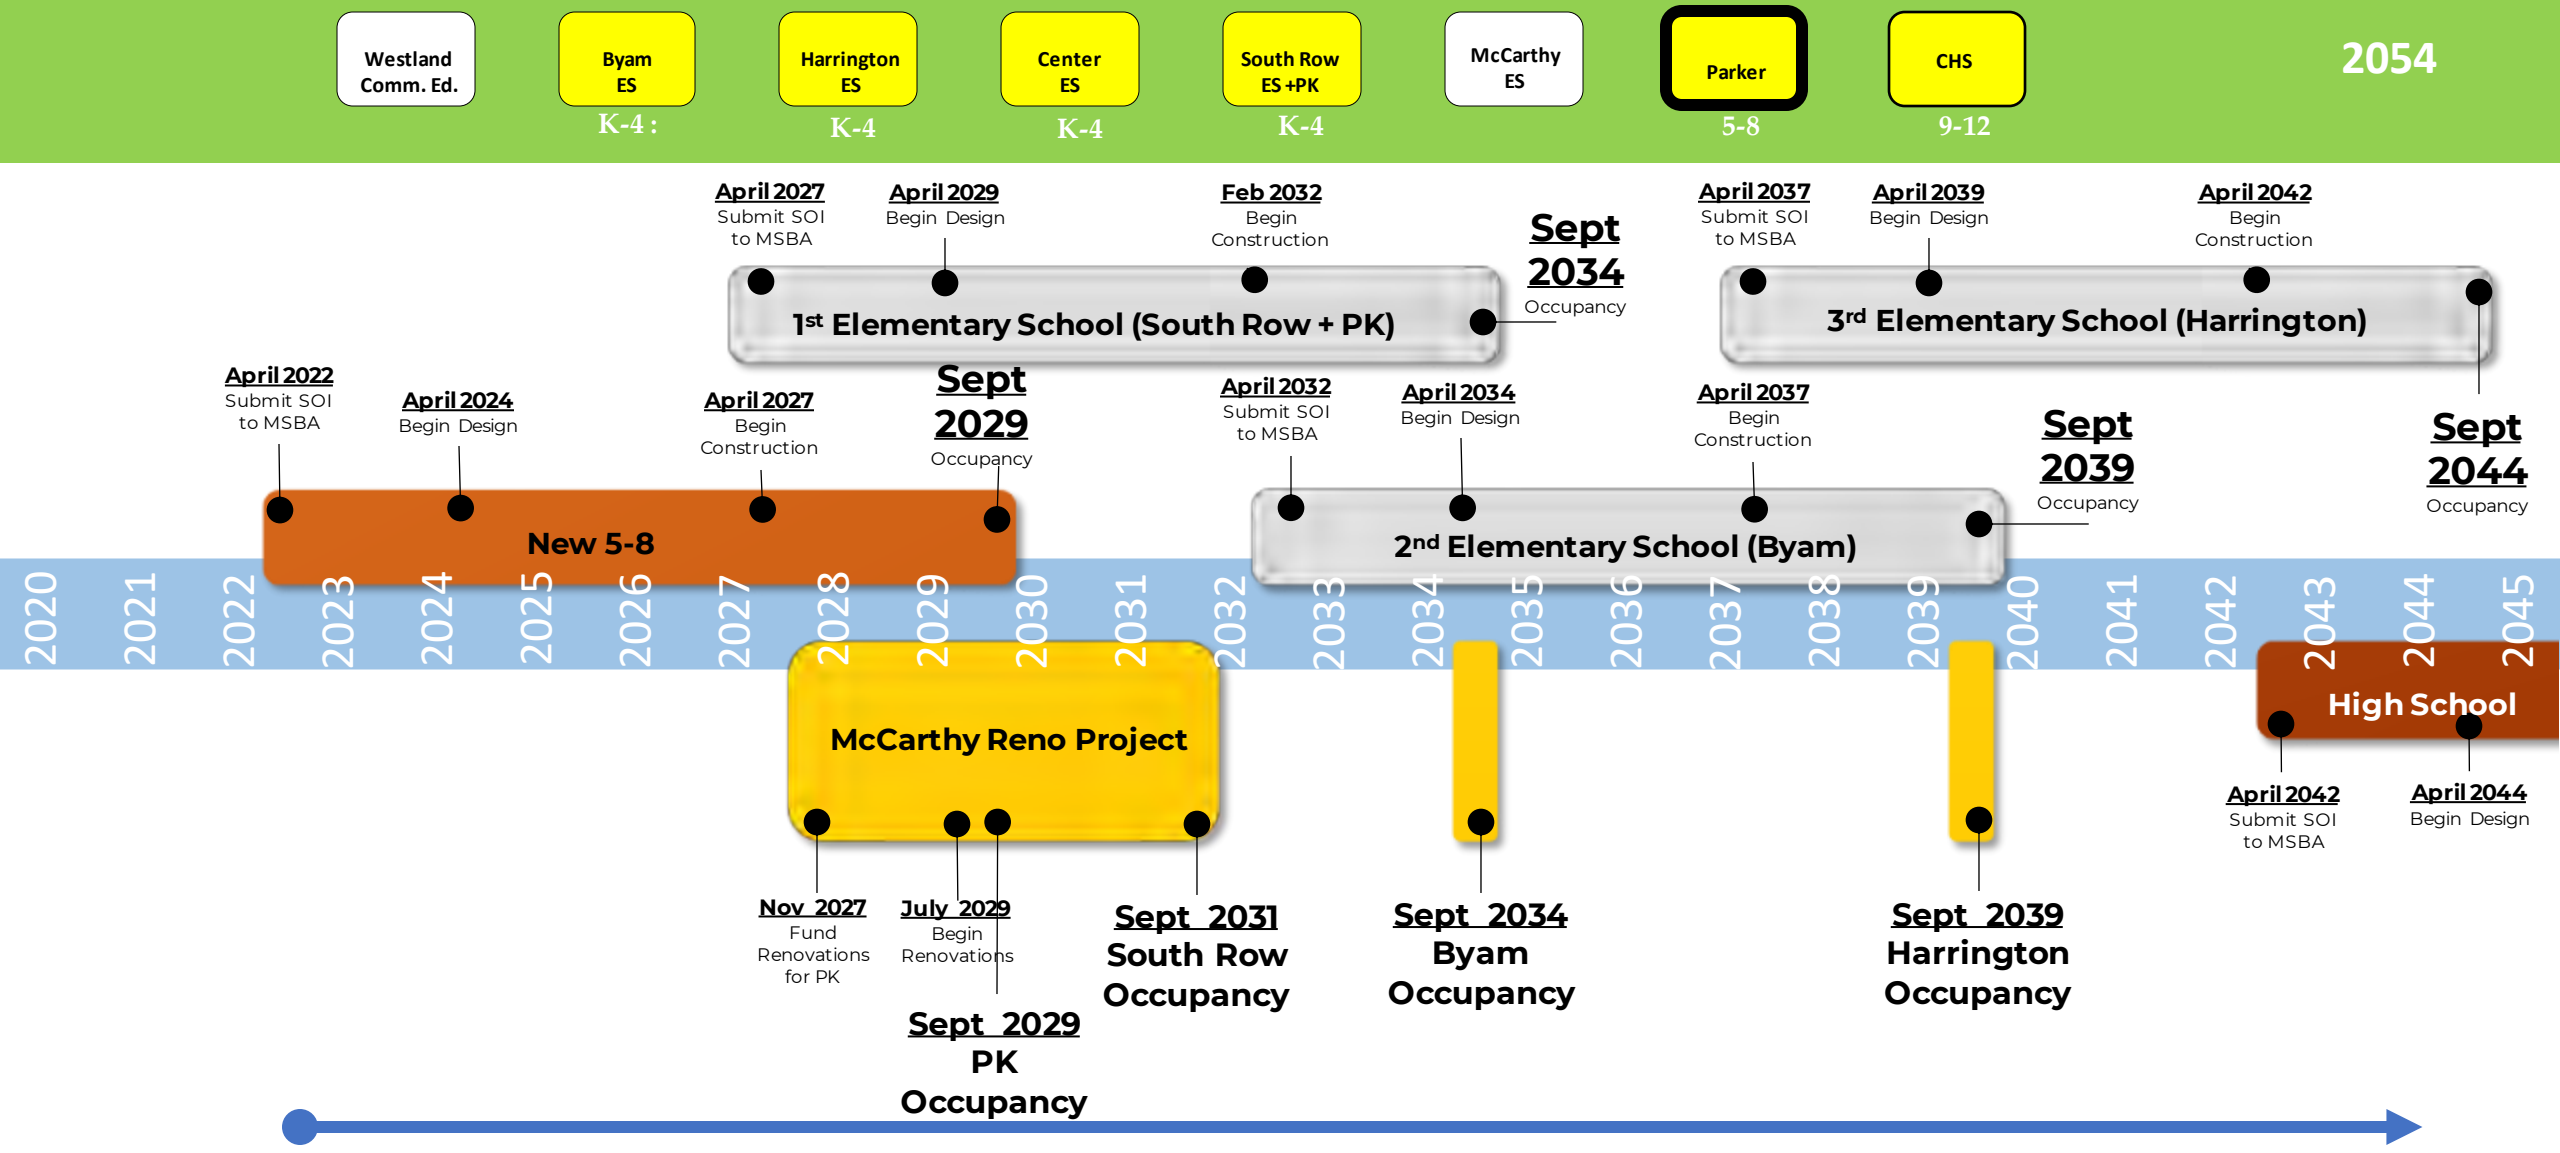 Westland
Comm. Ed.
Byam
ES
Harrington
ES
Center
ES
South Row
ES +PK
McCarthy
ES
Parker
CHS
2054
K-4 :
K-4
K-4
K-4
5-8
9-12
April 2027
Submit SOI
to MSBA
April 2029
Begin Design
Feb 2032
Begin
Construction
Sept
2034
Occupancy
April 2037
Submit SOI
to MSBA
April 2039
Begin Design
April 2042
Begin
Construction
1st Elementary School (South Row + PK)
3rd Elementary School (Harrington)
April 2022
Submit SOI
to MSBA
April 2024
Begin Design
April 2027
Begin
Construction
Sept
2029
Occupancy
April 2032
Submit SOI
to MSBA
April 2034
Begin Design
April 2037
Begin
Construction
Sept
2039
Occupancy
Sept
2044
Occupancy
New 5-8
2nd Elementary School (Byam)
2020
2021
2022
2023
2024
2025
2026
2027
2028
2029
2030
2031
2032
2033
2034
2035
2036
2037
2038
2039
2040
2041
2042
2043
2044
2045
McCarthy Reno Project
High School
April 2042
Submit SOI
to MSBA
April 2044
Begin Design
Nov 2027
Fund
Renovations
for PK
July 2029
Begin
Renovations
Sept 2029
PK
Occupancy
Sept 2031
South Row
Occupancy
Sept 2034
Byam
Occupancy
Sept 2039
Harrington
Occupancy